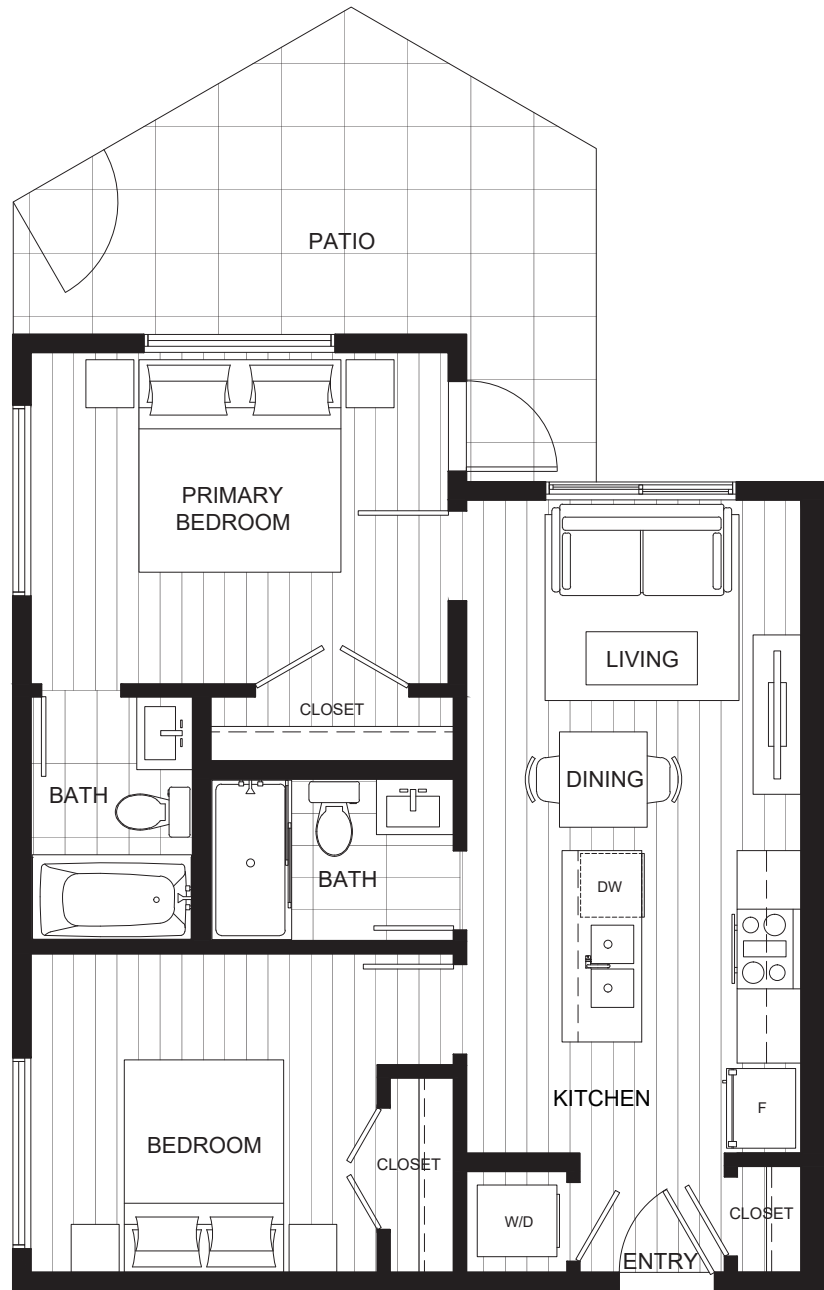 PATIO
PRIMARY
BEDROOM
LIVING
CLOSET
DINING
BATH
BATH
DW
KITCHEN
F
BEDROOM
CLOSET
W/D
CLOSET
ENTRY